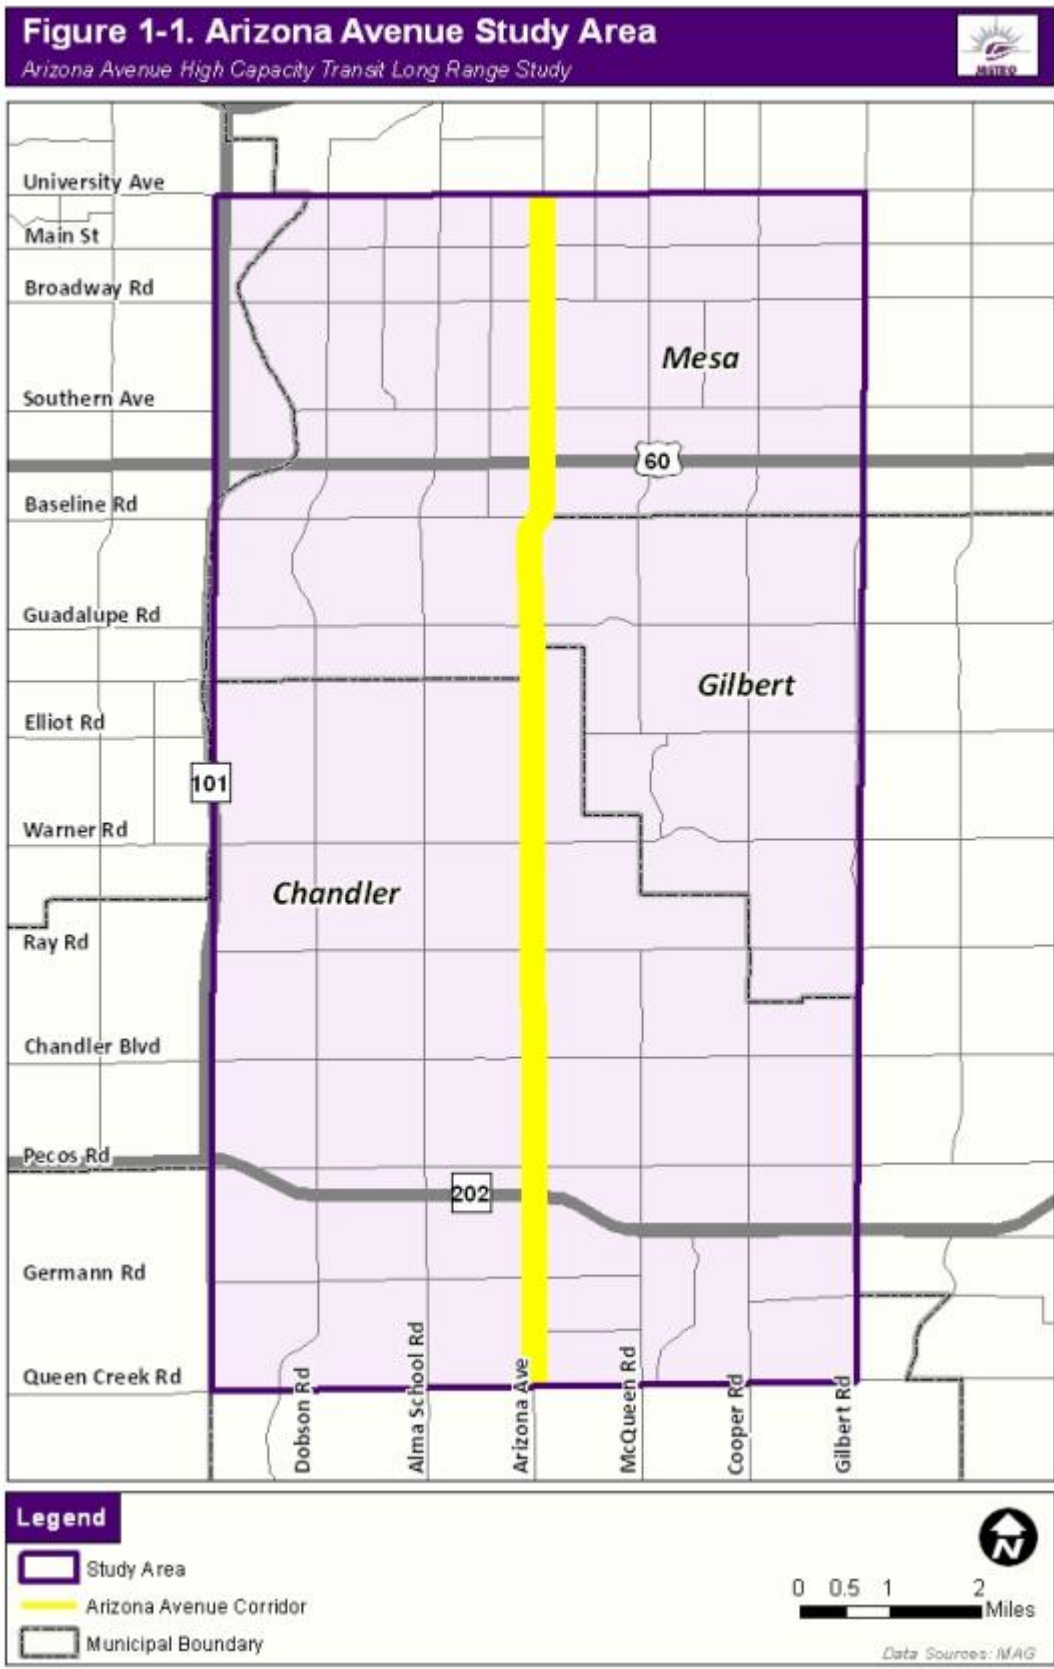 Figure 1-1. Arizona Avenue Study Area
Arizona Avenue High Capacity Transit Long Range Study
METRO
University Ave
Main St
Broadway Rd
Mesa
Southern Ave
60
Baseline Rd
Guadalupe Rd
Gilbert
Elliot Rd
101
Warner Rd
Chandler
Ray Rd
Chandler Blvd
Pecos Rd
202
Germann Rd
Queen Creek Rd
Dobson Rd
Alma School Rd
Arizona Ave
McQueen Rd
Cooper Rd
Gilbert Rd
Legend
Study Area
Arizona Avenue Corridor
Municipal Boundary
N
0 0.5 1 2
Miles
Data Sources: MAG